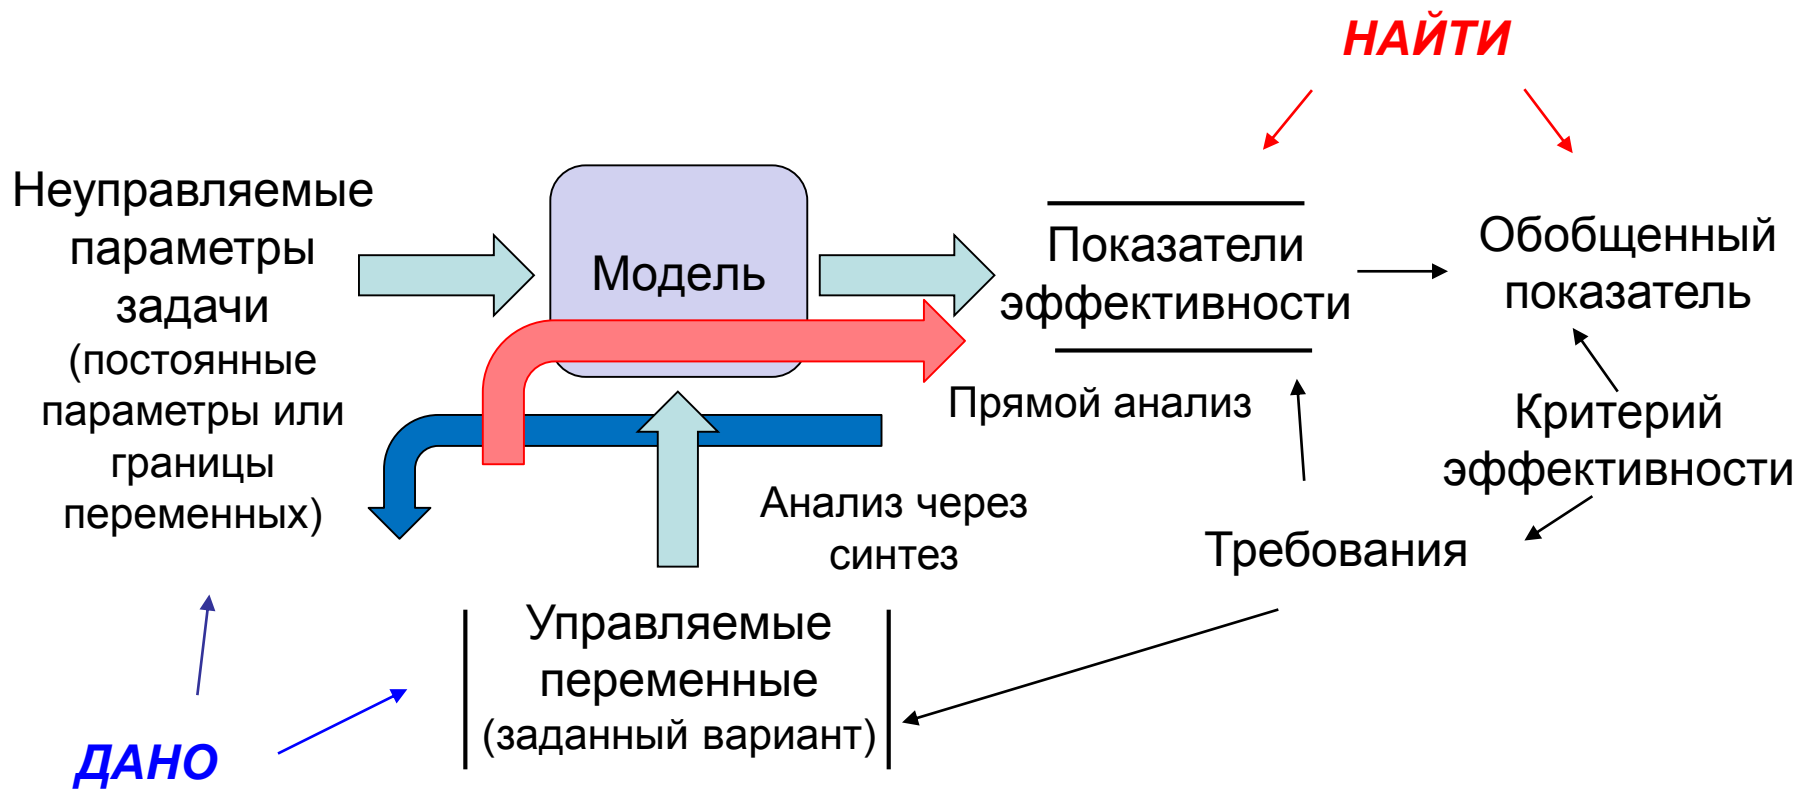 НАЙТИ
Неуправляемые
параметры
задачи
(постоянные
параметры или
границы
переменных)
Модель
Показатели
эффективности
Обобщенный
показатель
Прямой анализ
Критерий
эффективности
Анализ через
синтез
Требования
Управляемые
переменные
(заданный вариант)
ДАНО